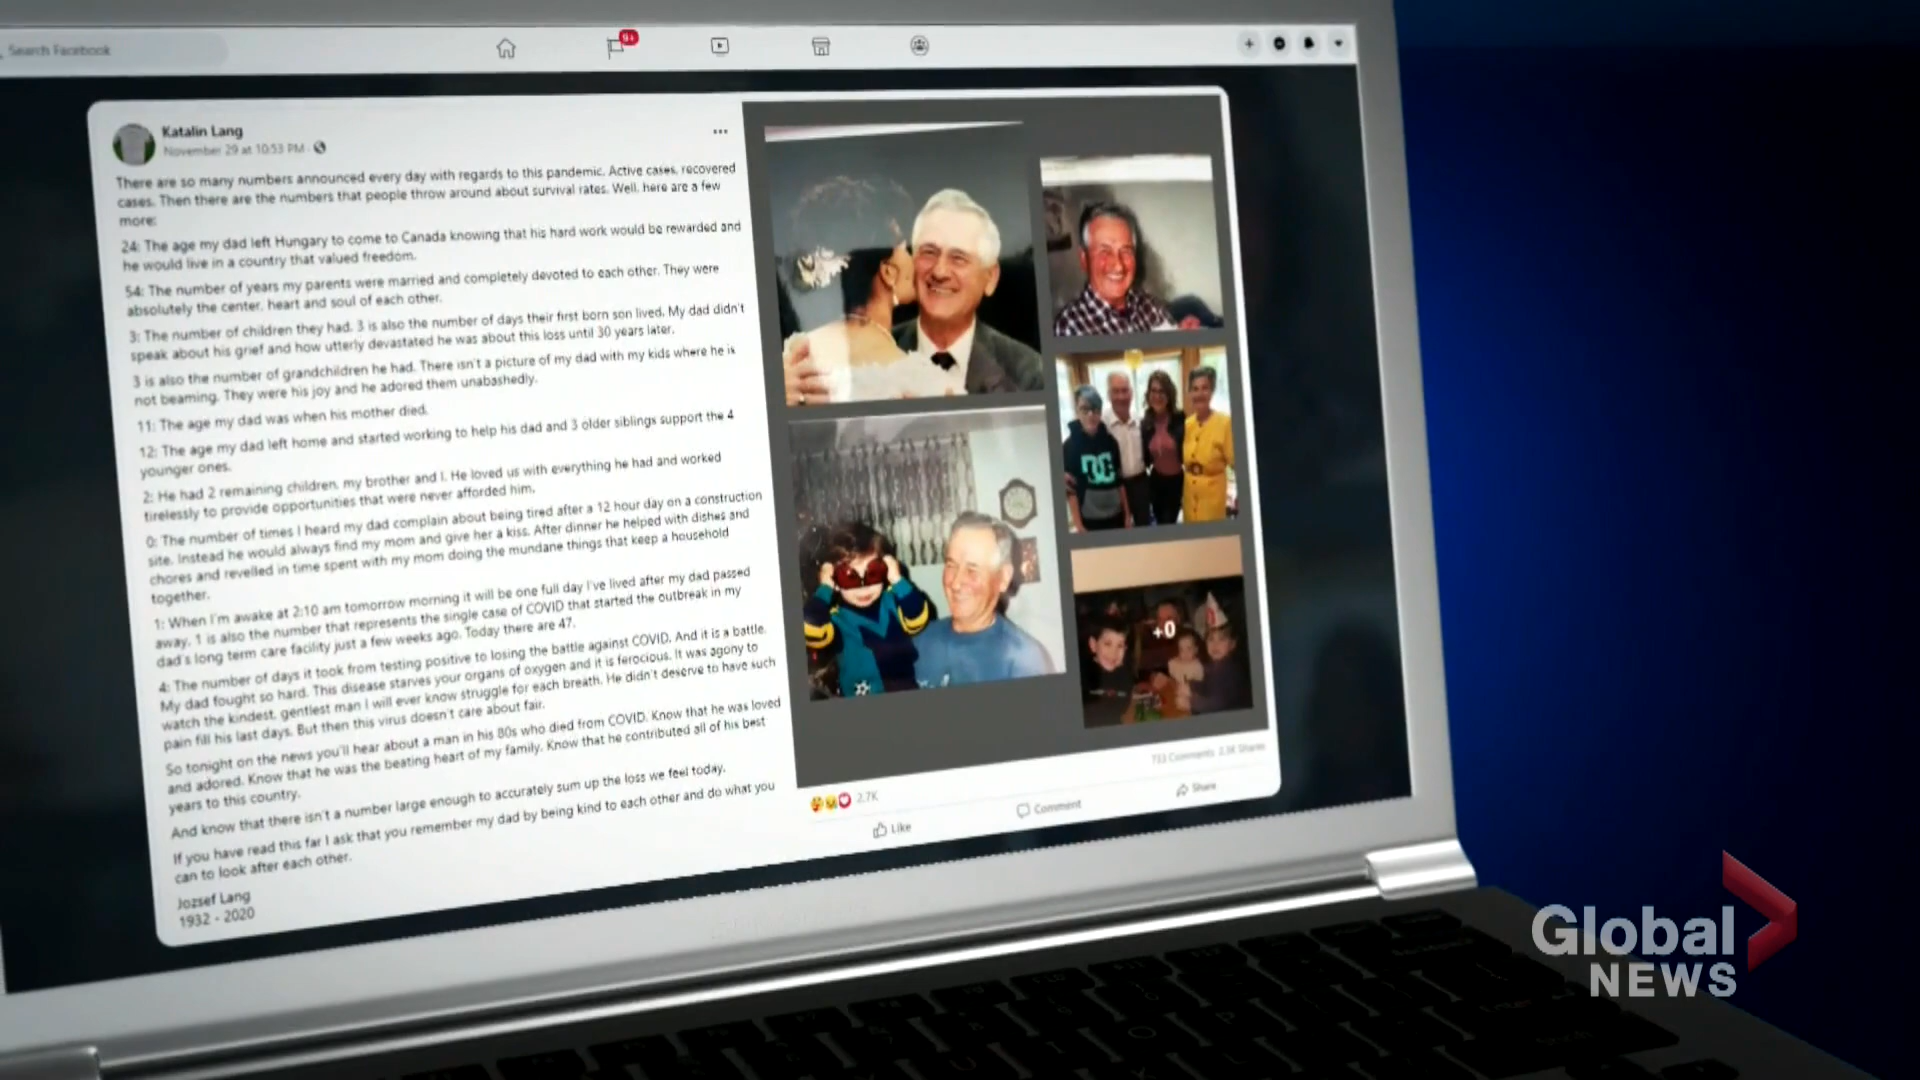 Search Facebook
9+
Katalin Lang
November 29 at 10:53 PM ·
There are so many numbers announced every day with regards to this pandemic. Active cases, recovered
cases. Then there are the numbers that people throw around about survival rates. Well, here are a few
more:
24: The age my dad left Hungary to come to Canada knowing that his hard work would be rewarded and
he would live in a country that valued freedom.
54: The number of years my parents were married and completely devoted to each other. They were
absolutely the center, heart and soul of each other.
3: The number of children they had. 3 is also the number of days their first born son lived. My dad didn't
speak about his grief and how utterly devastated he was about this loss until 30 years later.
3 is also the number of grandchildren he had. There isn't a picture of my dad with my kids where he is
not beaming. They were his joy and he adored them unabashedly.
11: The age my dad was when his mother died.
12: The age my dad left home and started working to help his dad and 3 older siblings support the 4
younger ones.
2: He had 2 remaining children, my brother and I. He loved us with everything he had and worked
tirelessly to provide opportunities that were never afforded him.
0: The number of times I heard my dad complain about being tired after a 12 hour day on a construction
site. Instead he would always find my mom and give her a kiss. After dinner he helped with dishes and
chores and revelled in time spent with my mom doing the mundane things that keep a household
together.
1: When I'm awake at 2:10 am tomorrow morning it will be one full day I've lived after my dad passed
away. 1 is also the number that represents the single case of COVID that started the outbreak in my
dad's long term care facility just a few weeks ago. Today there are 47.
4: The number of days it took from testing positive to losing the battle against COVID. And it is a battle.
My dad fought so hard. This disease starves your organs of oxygen and it is ferocious. It was agony to
watch the kindest, gentlest man I will ever know struggle for each breath. He didn't deserve to have such
pain fill his last days. But then this virus doesn't care about fair.
So tonight on the news you'll hear about a man in his 80s who died from COVID. Know that he was loved
and adored. Know that he was the beating heart of my family. Know that he contributed all of his best
years to this country.
And know that there isn't a number large enough to accurately sum up the loss we feel today.
If you have read this far I ask that you remember my dad by being kind to each other and do what you
can to look after each other.
Jozsef Lang
1932 - 2020
DC
+0
2.7K
733 Comments Shares
Like
Comment
Share
Global
NEWS